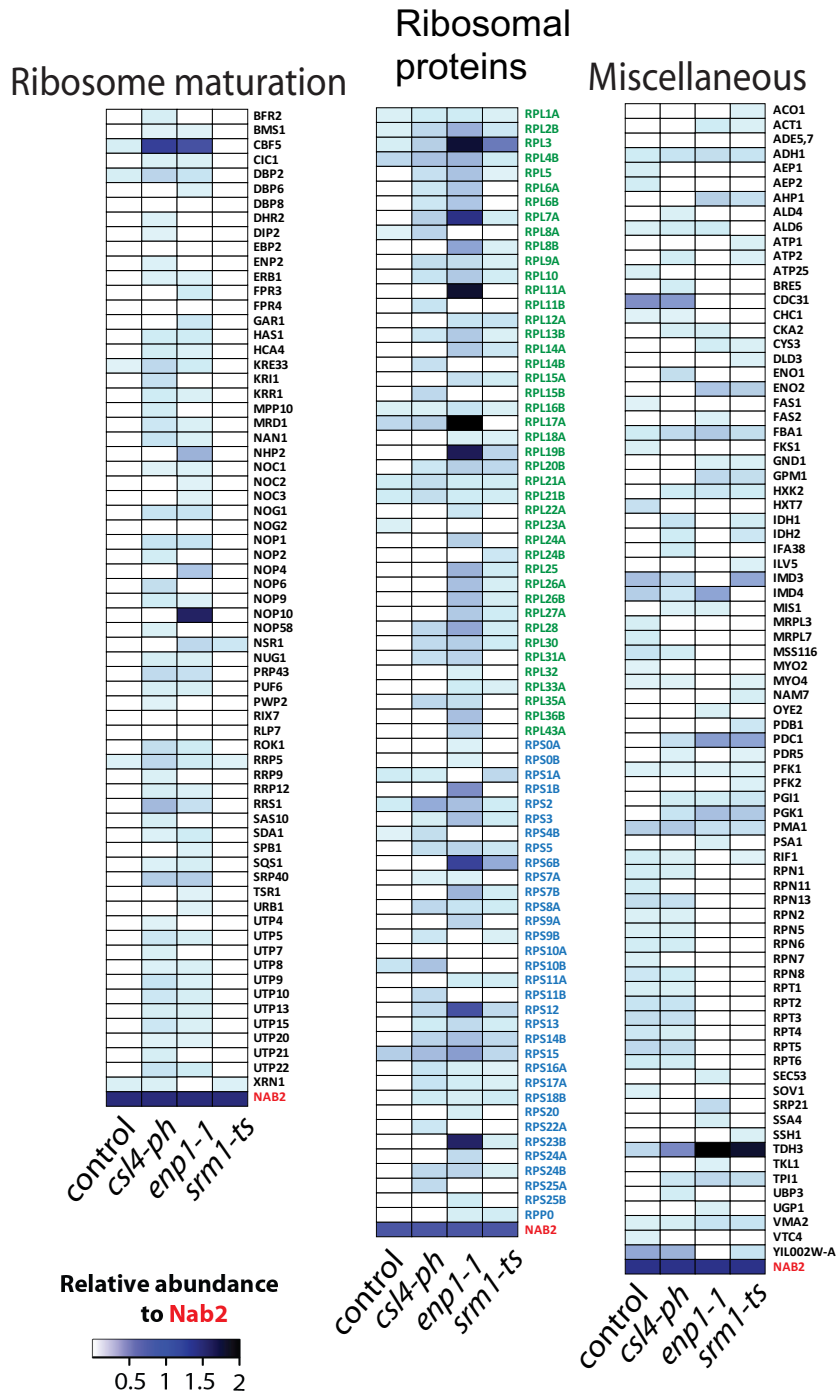 Ribosome maturation
BFR2
BMS1
CBF5
CIC1
DBP2
DBP6
DBP8
DHR2
DIP2
EBP2
ENP2
ERB1
FPR3
FPR4
GAR1
HAS1
HCA4
KRE33
KRI1
KRR1
MPP10
MRD1
NAN1
NHP2
NOC1
NOC2
NOC3
NOG1
NOG2
NOP1
NOP2
NOP4
NOP6
NOP9
NOP10
NOP58
NSR1
NUG1
PRP43
PUF6
PWP2
RIX7
RLP7
ROK1
RRP5
RRP9
RRP12
RRS1
SAS10
SDA1
SPB1
SQS1
SRP40
TSR1
URB1
UTP4
UTP5
UTP7
UTP8
UTP9
UTP10
UTP13
UTP15
UTP20
UTP21
UTP22
XRN1
NAB2
control
csl4-ph
enp1-1
srm1-ts
Ribosomal
proteins
RPL1A
RPL2B
RPL3
RPL4B
RPL5
RPL6A
RPL6B
RPL7A
RPL8A
RPL8B
RPL9A
RPL10
RPL11A
RPL11B
RPL12A
RPL13B
RPL14A
RPL14B
RPL15A
RPL15B
RPL16B
RPL17A
RPL18A
RPL19B
RPL20B
RPL21A
RPL21B
RPL22A
RPL23A
RPL24A
RPL24B
RPL25
RPL26A
RPL26B
RPL27A
RPL28
RPL30
RPL31A
RPL32
RPL33A
RPL35A
RPL36B
RPL43A
RPS0A
RPS0B
RPS1A
RPS1B
RPS2
RPS3
RPS4B
RPS5
RPS6B
RPS7A
RPS7B
RPS8A
RPS9A
RPS9B
RPS10A
RPS10B
RPS11A
RPS11B
RPS12
RPS13
RPS14B
RPS15
RPS16A
RPS17A
RPS18B
RPS20
RPS22A
RPS23B
RPS24A
RPS24B
RPS25A
RPS25B
RPP0
NAB2
control
csl4-ph
enp1-1
srm1-ts
Miscellaneous
ACO1
ACT1
ADE5,7
ADH1
AEP1
AEP2
AHP1
ALD4
ALD6
ATP1
ATP2
ATP25
BRE5
CDC31
CHC1
CKA2
CYS3
DLD3
ENO1
ENO2
FAS1
FAS2
FBA1
FKS1
GND1
GPM1
HXK2
HXT7
IDH1
IDH2
IFA38
ILV5
IMD3
IMD4
MIS1
MRPL3
MRPL7
MSS116
MYO2
MYO4
NAM7
OYE2
PDB1
PDC1
PDR5
PFK1
PFK2
PGI1
PGK1
PMA1
PSA1
RIF1
RPN1
RPN11
RPN13
RPN2
RPN5
RPN6
RPN7
RPN8
RPT1
RPT2
RPT3
RPT4
RPT5
RPT6
SEC53
SOV1
SRP21
SSA4
SSH1
TDH3
TKL1
TPI1
UBP3
UGP1
VMA2
VTC4
YIL002W-A
NAB2
control
csl4-ph
enp1-1
srm1-ts
Relative abundance
to Nab2
0.5 1 1.5 2